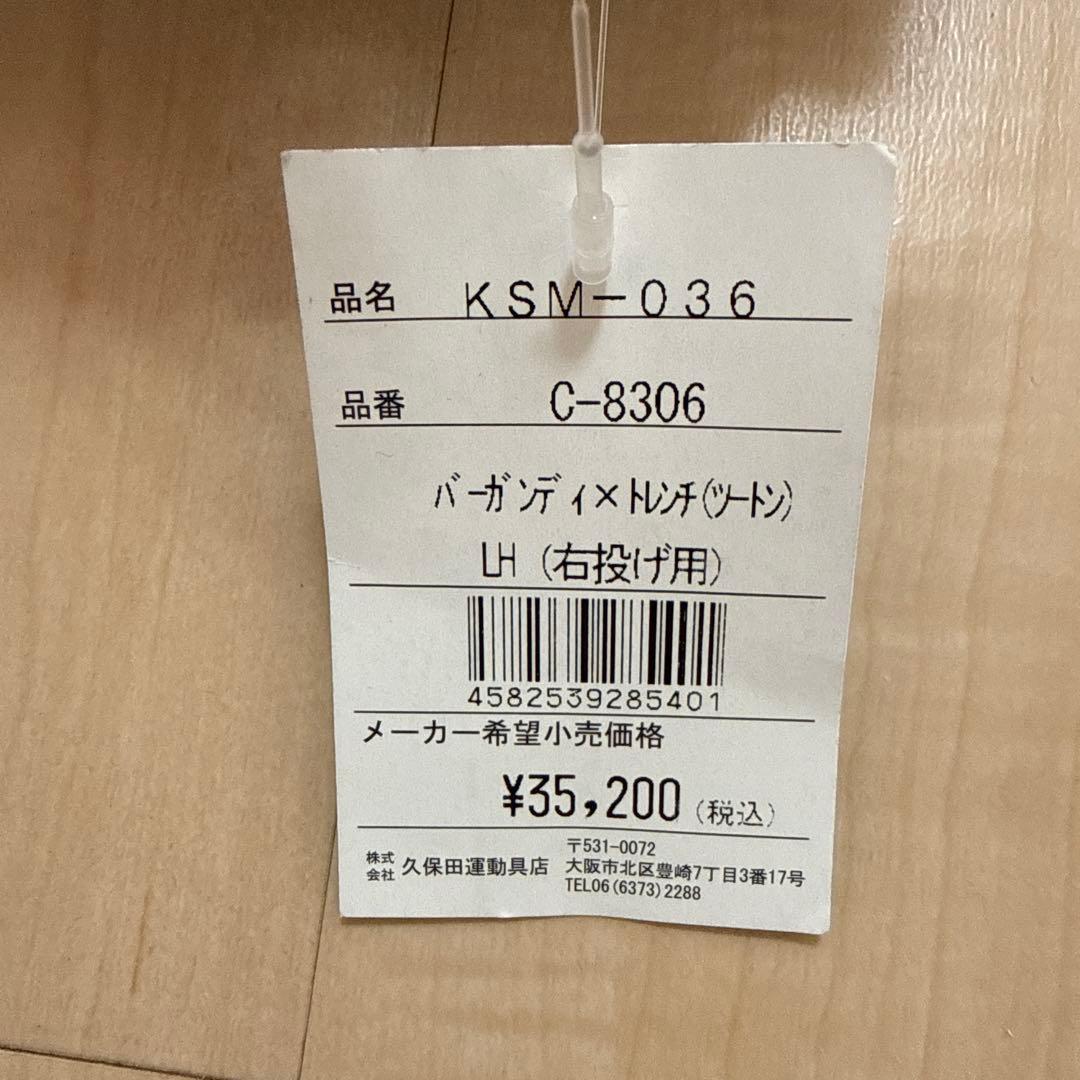 品名 KSM-036
品番 C-8306
バーガンディ×トレンチ(ツートン)
LH (右投げ用)
4582539285401
メーカー希望小売価格
¥35,200 (税込)
株式会社 久保田運動具店
〒531-0072
大阪市北区豊崎7丁目3番17号
TEL06(6373)2288